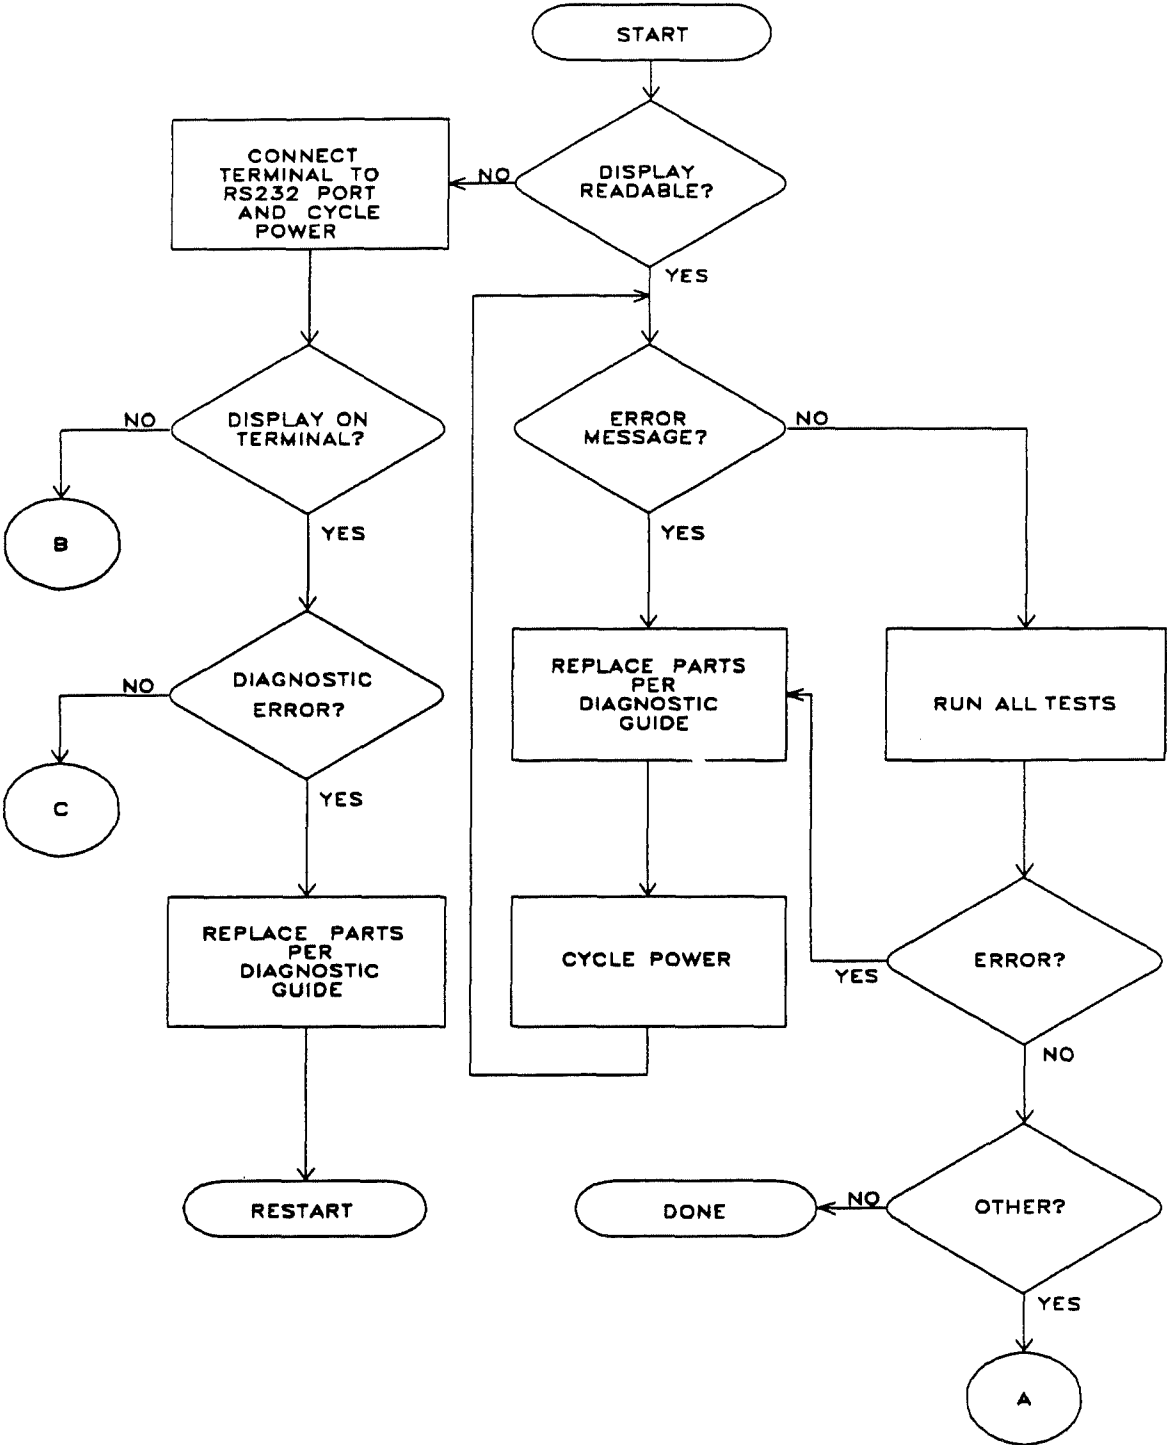 START
CONNECT
TERMINAL TO
RS232 PORT
AND CYCLE
POWER
NO
DISPLAY
READABLE?
YES
NO
DISPLAY ON
TERMINAL?
YES
ERROR
MESSAGE?
NO
YES
B
NO
DIAGNOSTIC
ERROR?
YES
REPLACE PARTS
PER
DIAGNOSTIC
GUIDE
RUN ALL TESTS
C
REPLACE PARTS
PER
DIAGNOSTIC
GUIDE
CYCLE POWER
YES
ERROR?
NO
RESTART
DONE
NO
OTHER?
YES
A